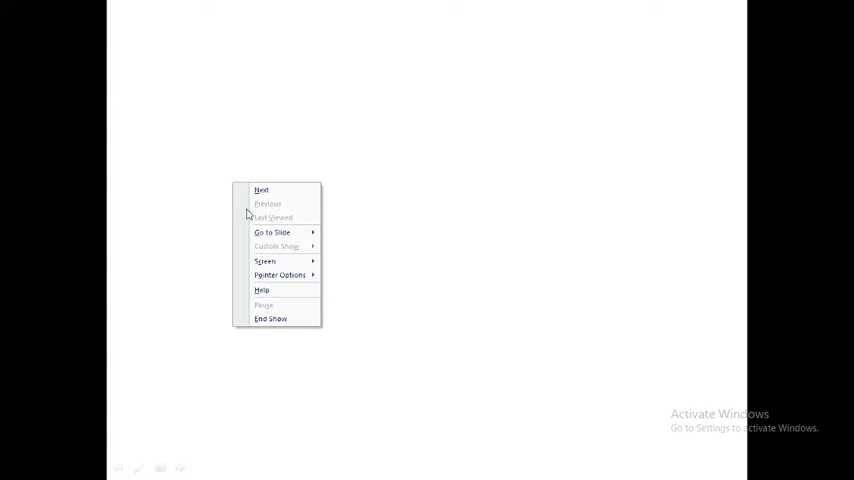 Next
Previous
Last Viewed
Go to Slide
Custom Show
Screen
Pointer Options
Help
Pause
End Show
Activate Windows
Go to Settings to activate Windows.